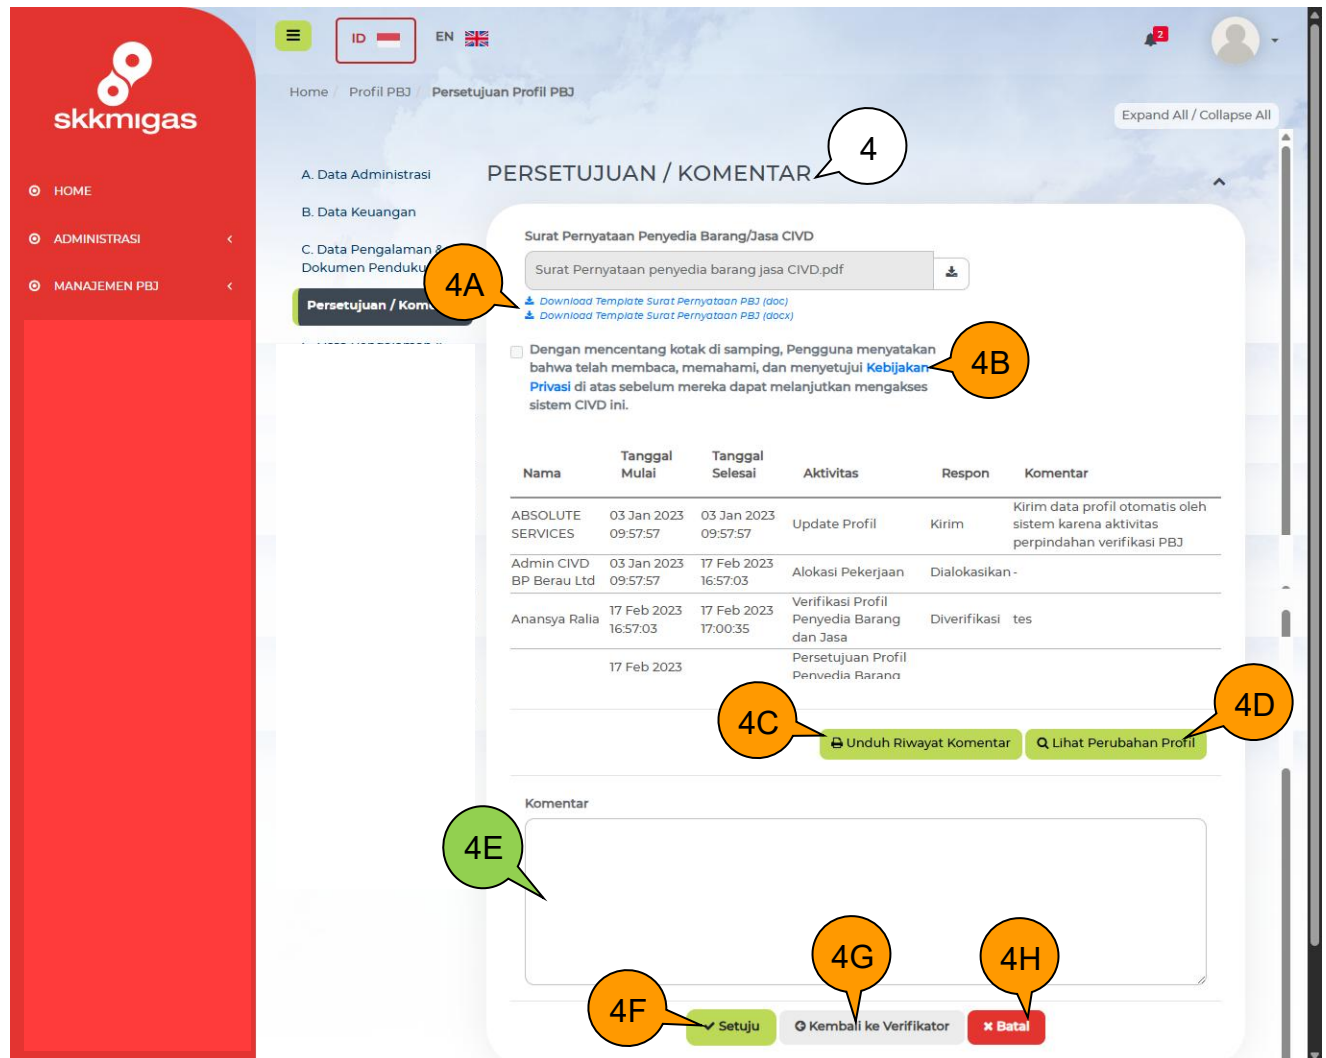 ID
EN
2
skkmigas
Home / Profil PBJ / Persetujuan Profil PBJ
Expand All / Collapse All
HOME
ADMINISTRASI
MANAJEMEN PBJ
A. Data Administrasi
B. Data Keuangan
C. Data Pengalaman &
Dokumen
Persetujuan /
4
PERSETUJUAN / KOMENTAR
Surat Pernyataan Penyedia Barang/Jasa CIVD
Surat Pernyataan penyedia barang jasa CIVD.pdf
4A
Download Template Surat Pernyataan PBJ (doc)
Download Template Surat Pernyataan PBJ (docx)
Dengan mencentang kotak di samping, Pengguna menyatakan
bahwa telah membaca, memahami, dan menyetujui Kebijakan
Privasi di atas sebelum mereka dapat melanjutkan mengakses
sistem CIVD ini.
4B
Nama Tanggal Mulai Tanggal Selesai Aktivitas Respon Komentar
ABSOLUTE SERVICES 03 Jan 2023 09:57:57 03 Jan 2023 09:57:57 Update Profil Kirim Kirim data profil otomatis oleh sistem karena aktivitas perpindahan verifikasi PBJ
Admin CIVD BP Berau Ltd 03 Jan 2023 09:57:57 17 Feb 2023 16:57:03 Alokasi Pekerjaan Dialokasikan -
Anansya Ralia 17 Feb 2023 16:57:03 17 Feb 2023 17:00:35 Verifikasi Profil Penyedia Barang dan Jasa Diverifikasi tes
17 Feb 2023 Persetujuan Profil Penyedia Barang
4C
4D
Unduh Riwayat Komentar
Lihat Perubahan Profil
Komentar
4E
4F
4G
4H
Setuju
Kembali ke Verifikator
Batal